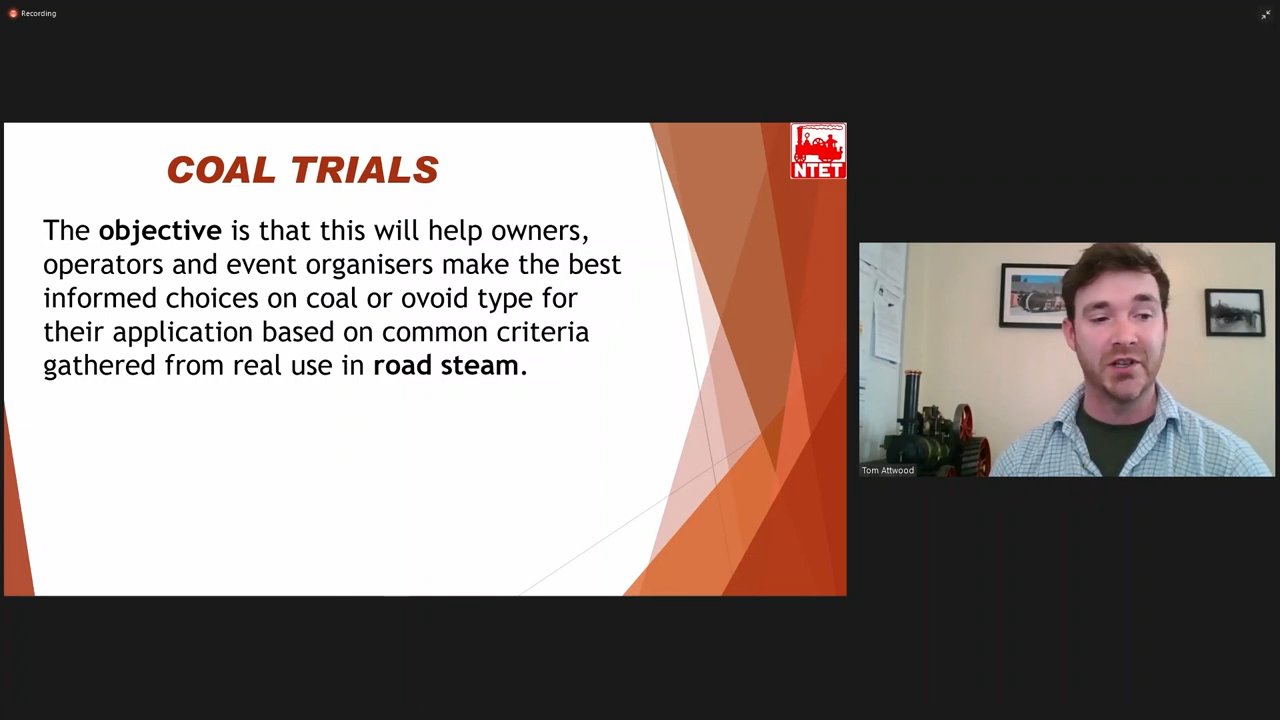 Recording
COAL TRIALS
NTET
The objective is that this will help owners,
operators and event organisers make the best
informed choices on coal or ovoid type for
their application based on common criteria
gathered from real use in road steam.
Tom Attwood